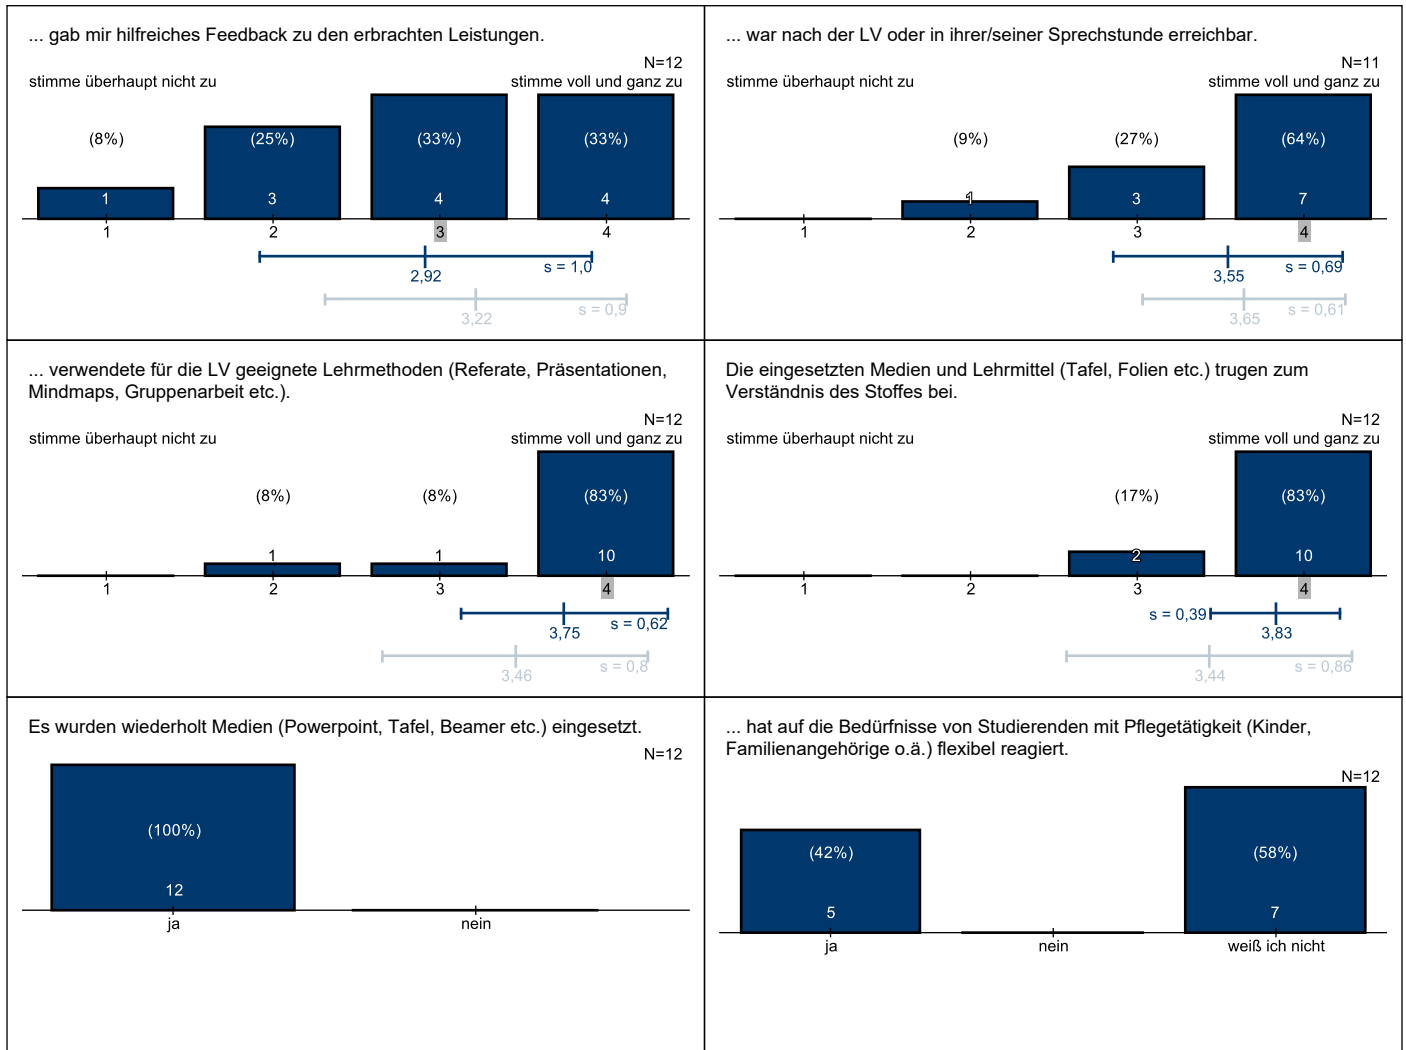 ... gab mir hilfreiches Feedback zu den erbrachten Leistungen.
N=12
stimme überhaupt nicht zu
stimme voll und ganz zu
(8%)
(25%)
(33%)
(33%)
1
3
4
4
1
2
3
4
s = 1,0
2,92
s = 0,9
3,22
... war nach der LV oder in ihrer/seiner Sprechstunde erreichbar.
N=11
stimme überhaupt nicht zu
stimme voll und ganz zu
(9%)
(27%)
(64%)
1
3
7
1
2
3
4
s = 0,69
3,55
s = 0,61
3,65
... verwendete für die LV geeignete Lehrmethoden (Referate, Präsentationen,
Mindmaps, Gruppenarbeit etc.).
N=12
stimme überhaupt nicht zu
stimme voll und ganz zu
(8%)
(8%)
(83%)
1
1
10
1
2
3
4
s = 0,62
3,75
s = 0,8
3,46
Die eingesetzten Medien und Lehrmittel (Tafel, Folien etc.) trugen zum
Verständnis des Stoffes bei.
N=12
stimme überhaupt nicht zu
stimme voll und ganz zu
(17%)
(83%)
2
10
1
2
3
4
s = 0,39
3,83
s = 0,86
3,44
Es wurden wiederholt Medien (Powerpoint, Tafel, Beamer etc.) eingesetzt.
N=12
(100%)
12
ja
nein
... hat auf die Bedürfnisse von Studierenden mit Pflegetätigkeit (Kinder,
Familienangehörige o.ä.) flexibel reagiert.
N=12
(42%)
(58%)
5
7
ja
nein
weiß ich nicht